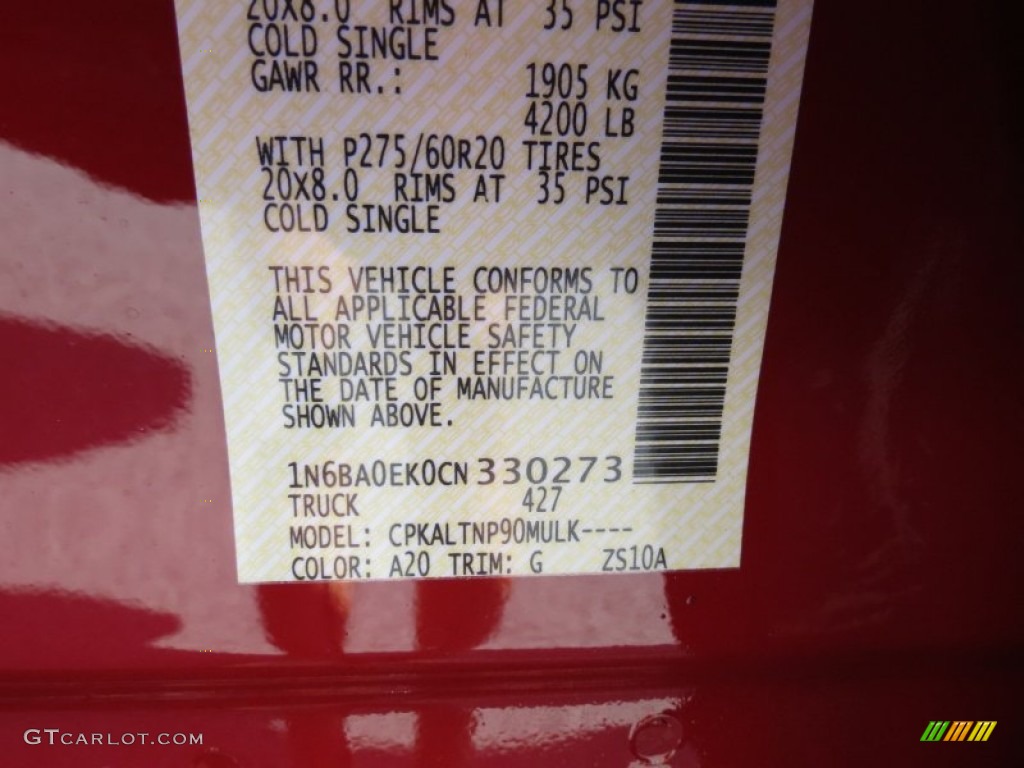 20X8.0 RIMS AT 35 PSI
COLD SINGLE
GAWR RR.: 1905 KG
4200 LB
WITH P275/60R20 TIRES
20X8.0 RIMS AT 35 PSI
COLD SINGLE
THIS VEHICLE CONFORMS TO
ALL APPLICABLE FEDERAL
MOTOR VEHICLE SAFETY
STANDARDS IN EFFECT ON
THE DATE OF MANUFACTURE
SHOWN ABOVE.
1N6BA0EK0CN330273
TRUCK 427
MODEL: CPKALTNP90MULK----
COLOR: A20 TRIM: G ZS10A
GTCARLOT.COM